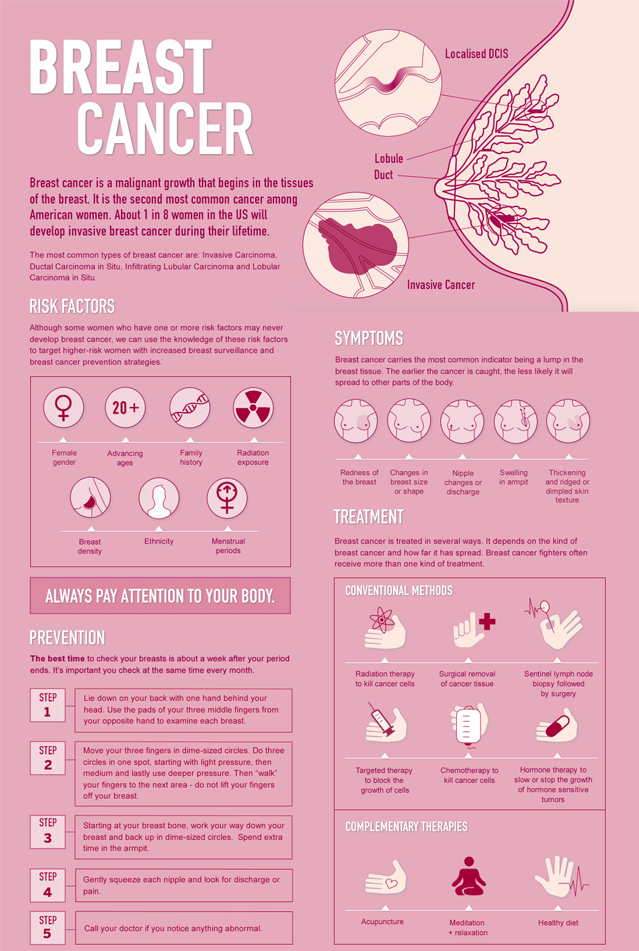 BREAST
CANCER
Breast cancer is a malignant growth that begins in the tissues
of the breast. It is the second most common cancer among
American women. About 1 in 8 women in the US will
develop invasive breast cancer during their lifetime.
The most common types of breast cancer are: Invasive Carcinoma,
Ductal Carcinoma in Situ, Infiltrating Lubular Carcinoma and Lobular
Carcinoma in Situ.
Localised DCIS
Lobule
Duct
Invasive Cancer
RISK FACTORS
Although some women who have one or more risk factors may never
develop breast cancer, we can use the knowledge of these risk factors
to target higher-risk women with increased breast surveillance and
breast cancer prevention strategies.
20+
Female
gender
Advancing
ages
Family
history
Radiation
exposure
Breast
density
Ethnicity
Menstrual
periods
ALWAYS PAY ATTENTION TO YOUR BODY.
PREVENTION
The best time to check your breasts is about a week after your period
ends. It's important you check at the same time every month.
STEP
1
Lie down on your back with one hand behind your
head. Use the pads of your three middle fingers from
your opposite hand to examine each breast.
STEP
2
Move your three fingers in dime-sized circles. Do three
circles in one spot, starting with light pressure, then
medium and lastly use deeper pressure. Then “walk”
your fingers to the next area - do not lift your fingers
off your breast.
STEP
3
Starting at your breast bone, work your way down your
breast and back up in dime-sized circles. Spend extra
time in the armpit.
STEP
4
Gently squeeze each nipple and look for discharge or
pain.
STEP
5
Call your doctor if you notice anything abnormal.
SYMPTOMS
Breast cancer carries the most common indicator being a lump in the
breast tissue. The earlier the cancer is caught, the less likely it will
spread to other parts of the body.
Redness of
the breast
Changes in
breast size
or shape
Nipple
changes or
discharge
Swelling
in armpit
Thickening
and ridged or
dimpled skin
texture
TREATMENT
Breast cancer is treated in several ways. It depends on the kind of
breast cancer and how far it has spread. Breast cancer fighters often
receive more than one kind of treatment.
CONVENTIONAL METHODS
Radiation therapy
to kill cancer cells
Surgical removal
of cancer tissue
Sentinel lymph node
biopsy followed
by surgery
Targeted therapy
to block the
growth of cells
Chemotherapy to
kill cancer cells
Hormone therapy to
slow or stop the growth
of hormone sensitive
tumors
COMPLEMENTARY THERAPIES
Acupuncture
Meditation
+ relaxation
Healthy diet